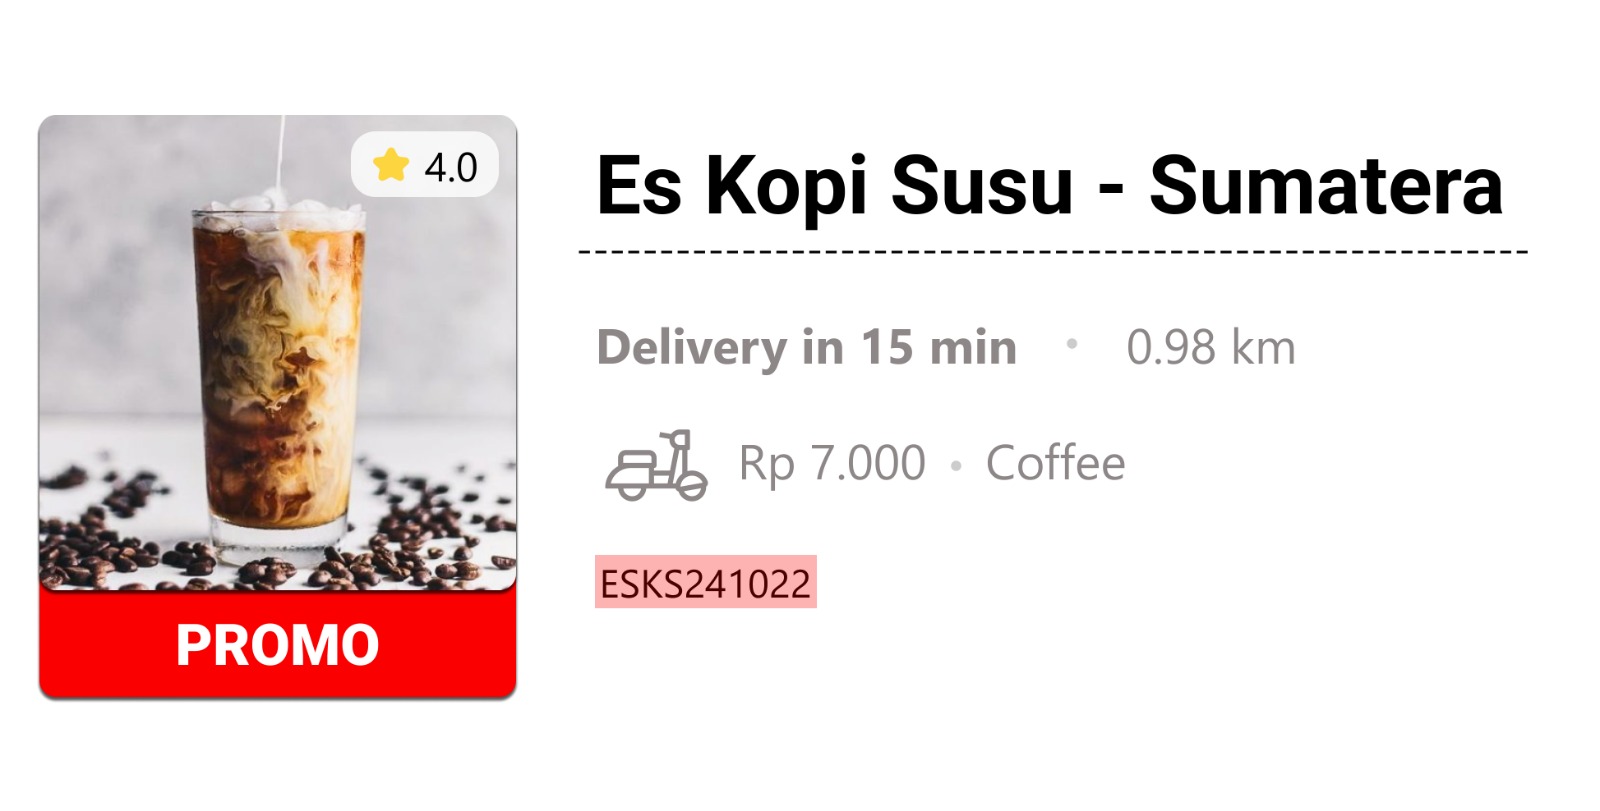 4.0
PROMO
Es Kopi Susu - Sumatera
Delivery in 15 min • 0.98 km
Rp 7.000 • Coffee
ESKS241022